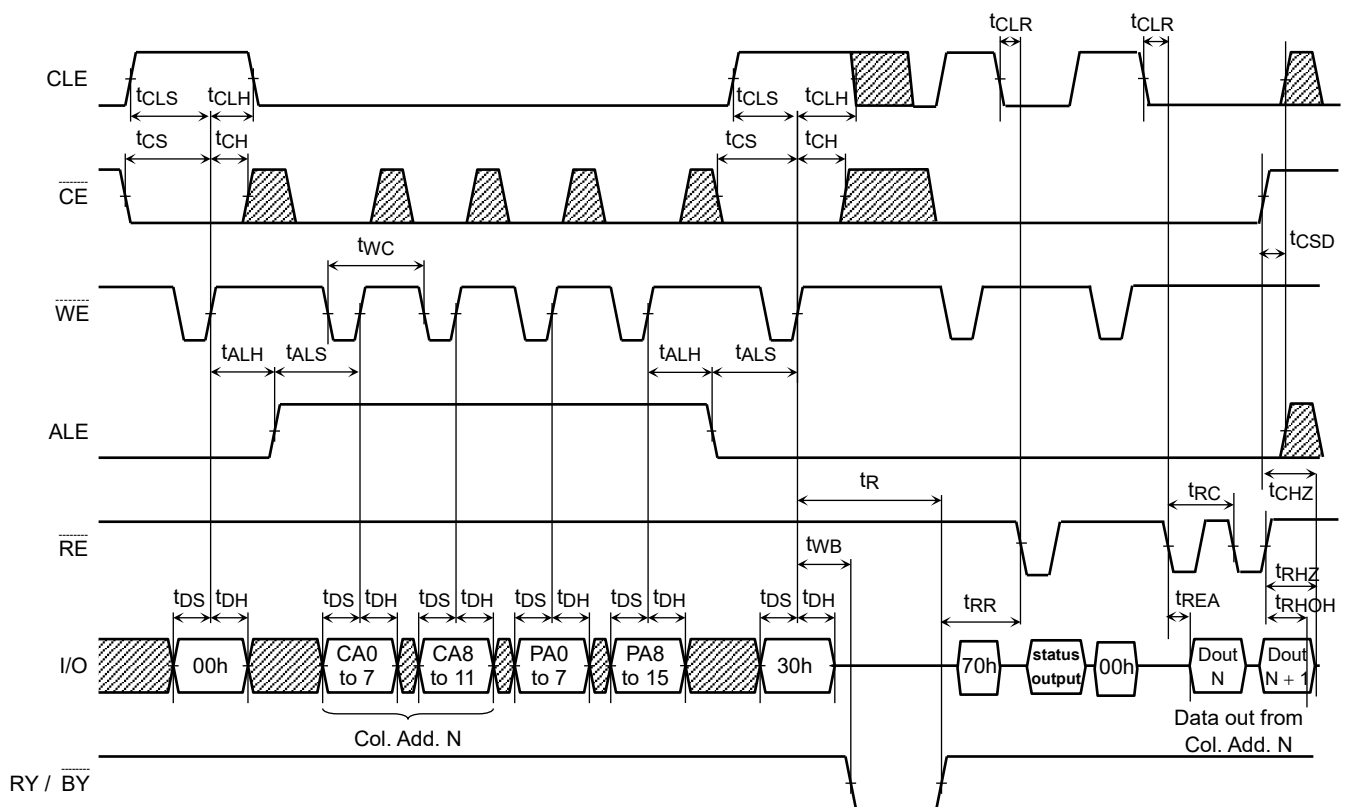 tCLR tCLR
CLE
tCLS tCLH tCLS tCLH
tCS tCH tCS tCH
CE
tCSD
tWC
WE
tALH tALS tALH tALS
ALE
tR tRC tCHZ
RE
tWB
tRHZ
tDS tDH tDS tDH tDS tDH tDS tDH tDS tDH tDS tDH tRR tREA tRHOH
I/O
00h
CA0
to 7
CA8
to 11
PA0
to 7
PA8
to 15
30h
70h
status
output
00h
Dout
N
Dout
N + 1
Col. Add. N
Data out from
Col. Add. N
RY / BY